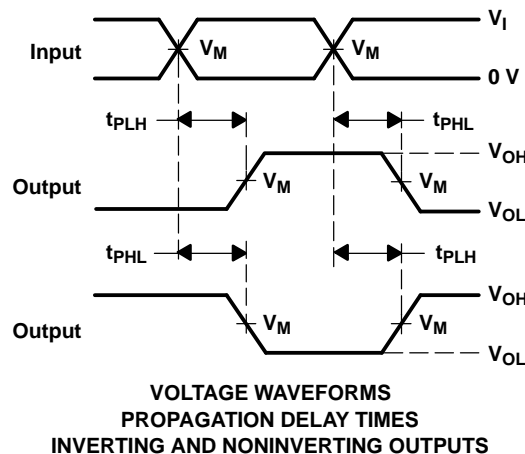 V_I
Input
V_M
V_M
0 V
t_PLH
t_PHL
V_OH
Output
V_M
V_M
V_OL
t_PHL
t_PLH
V_OH
Output
V_M
V_M
V_OL
VOLTAGE WAVEFORMS
PROPAGATION DELAY TIMES
INVERTING AND NONINVERTING OUTPUTS